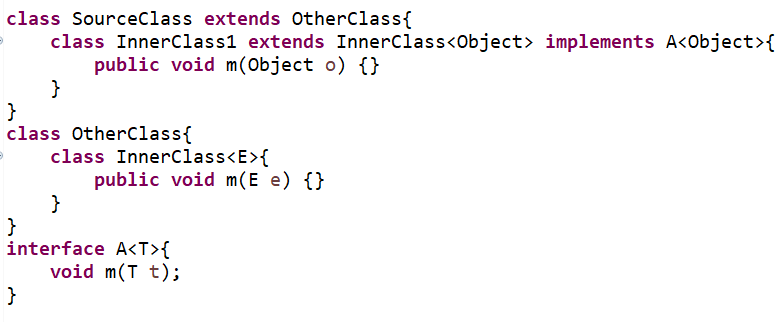 class SourceClass extends OtherClass{
    class InnerClass1 extends InnerClass<Object> implements A<Object>{
        public void m(Object o) {}
    }
}
class OtherClass{
    class InnerClass<E>{
        public void m(E e) {}
    }
}
interface A<T>{
    void m(T t);
}